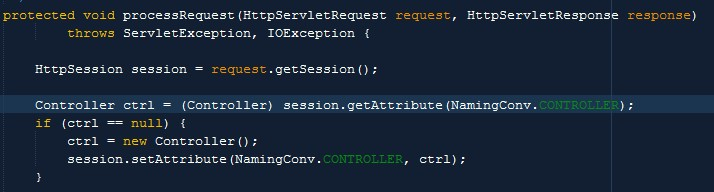 protected void processRequest(HttpServletRequest request, HttpServletResponse response)
throws ServletException, IOException {
HttpSession session = request.getSession();
Controller ctrl = (Controller) session.getAttribute(NamingConv.CONTROLLER);
if (ctrl == null) {
ctrl = new Controller();
session.setAttribute(NamingConv.CONTROLLER, ctrl);
}